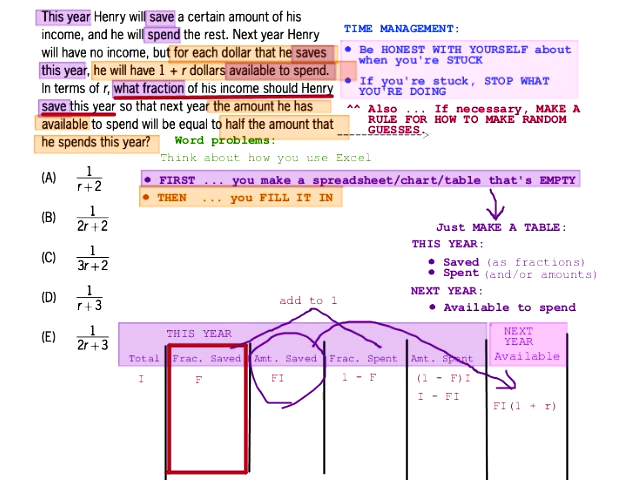 This year, Henry will save a certain amount of his
income, and he will spend the rest. Next year Henry
will have no income, but for each dollar that he saves
this year, he will have 1 + r dollars available to spend.
In terms of r, what fraction of his income should Henry
save this year so that next year the amount he has
available to spend will be equal to half the amount that
he spends this year?
TIME MANAGEMENT:
• Be HONEST WITH YOURSELF about
when you're STUCK
• If you're stuck, STOP WHAT
YOU'RE DOING
^^ Also ... If necessary, MAKE A
RULE FOR HOW TO MAKE RANDOM
GUESSES.
Word problems:
Think about how you use Excel
• FIRST ... you make a spreadsheet/chart/table that's EMPTY
• THEN ... you FILL IT IN
(A) 1/(r+2)
(B) 1/(2r+2)
(C) 1/(3r+2)
(D) 1/(r+3)
(E) 1/(2r+3)
Just MAKE A TABLE:
THIS YEAR:
• Saved (as fractions)
• Spent (and/or amounts)
NEXT YEAR:
• Available to spend
add to 1
THIS YEAR
NEXT
YEAR
Total Frac. Saved Amt. Saved Frac. Spent Amt. Spent Available
I F FI 1 - F (1 - F)I
I - FI
FI(1 + r)